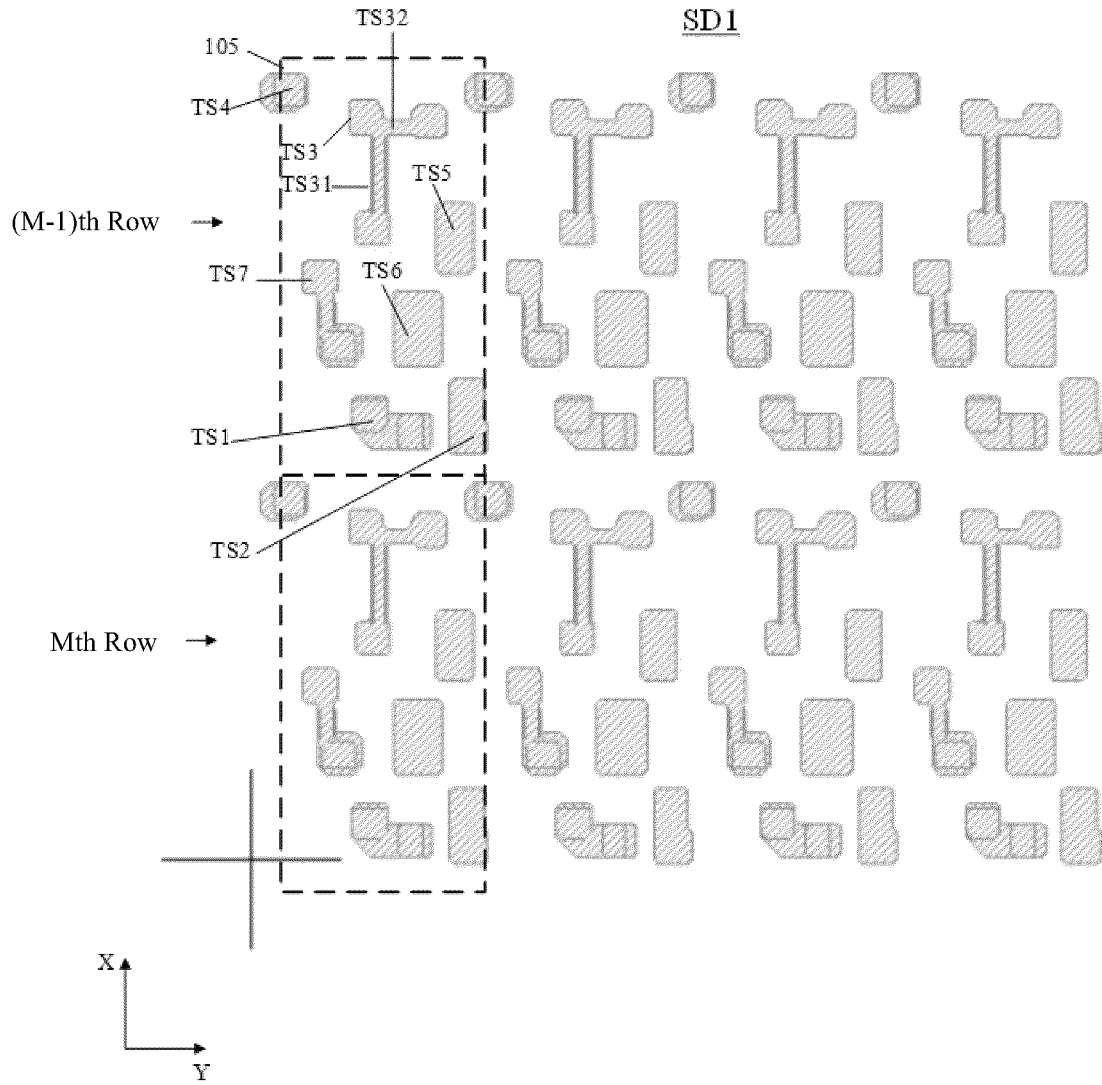 SD1
TS32
105
TS4
TS3
TS31
TS5
(M-1)th Row
TS7
TS6
TS1
TS2
Mth Row
X
Y